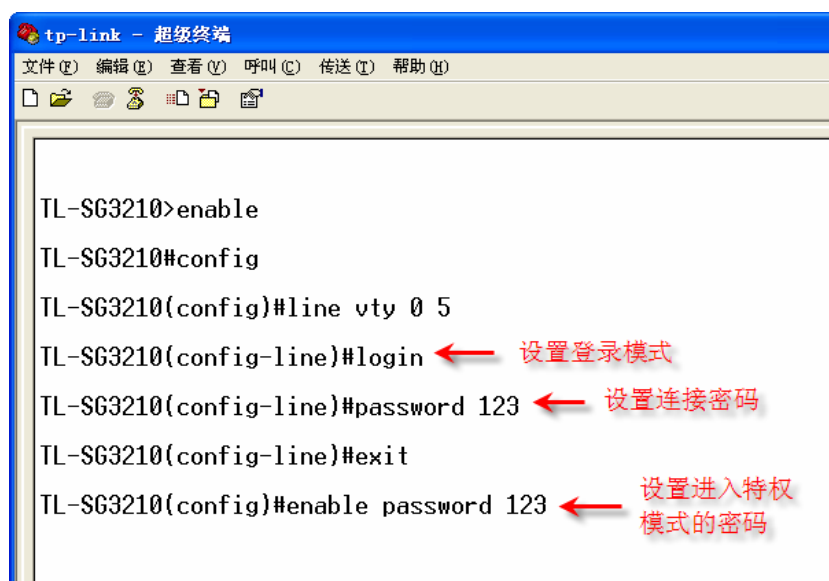 tp-link - 超级终端
文件(F) 编辑(E) 查看(V) 呼叫(C) 传送(T) 帮助(H)
TL-SG3210>enable
TL-SG3210#config
TL-SG3210(config)#line vty 0 5
TL-SG3210(config-line)#login 设置登录模式
TL-SG3210(config-line)#password 123 设置连接密码
TL-SG3210(config-line)#exit
TL-SG3210(config)#enable password 123 设置进入特权
模式的密码